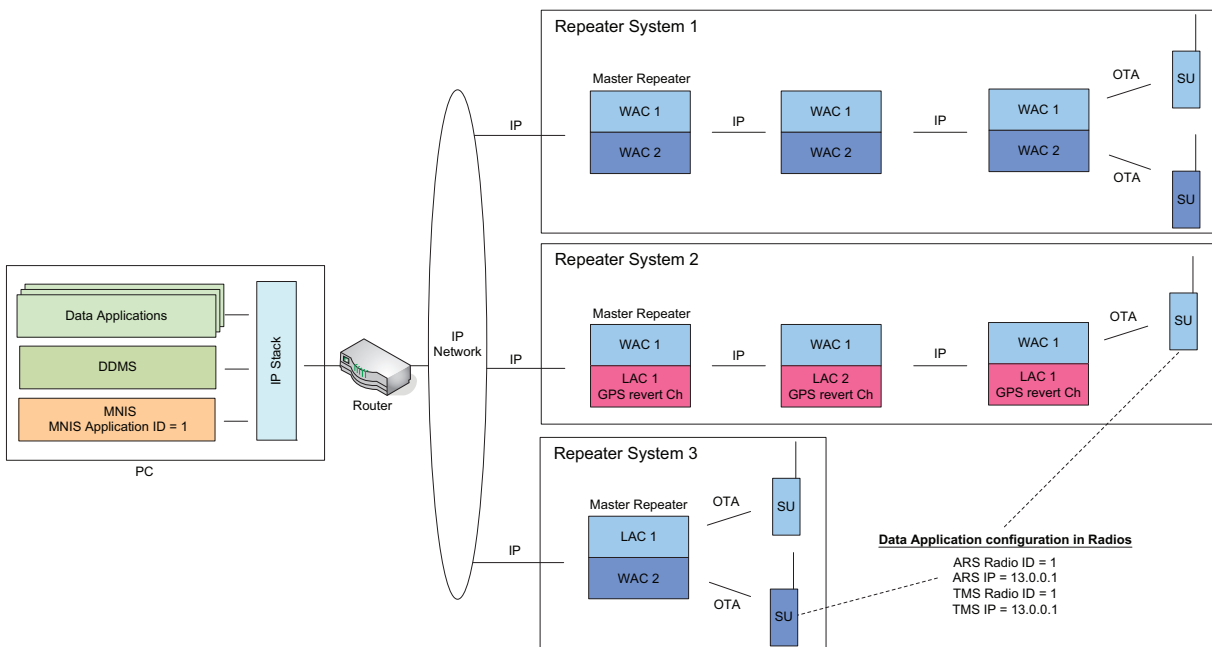 Repeater System 1
Master Repeater
WAC 1
WAC 2
IP
WAC 1
WAC 2
IP
WAC 1
WAC 2
OTA
OTA
SU
SU
IP
Repeater System 2
Master Repeater
WAC 1
LAC 1
GPS revert Ch
IP
WAC 1
LAC 2
GPS revert Ch
IP
WAC 1
LAC 1
GPS revert Ch
OTA
SU
IP
Data Applications
DDMS
MNIS
MNIS Application ID = 1
IP Stack
PC
Router
IP
Network
Repeater System 3
Master Repeater
LAC 1
WAC 2
OTA
OTA
SU
SU
IP
Data Application configuration in Radios
ARS Radio ID = 1
ARS IP = 13.0.0.1
TMS Radio ID = 1
TMS IP = 13.0.0.1